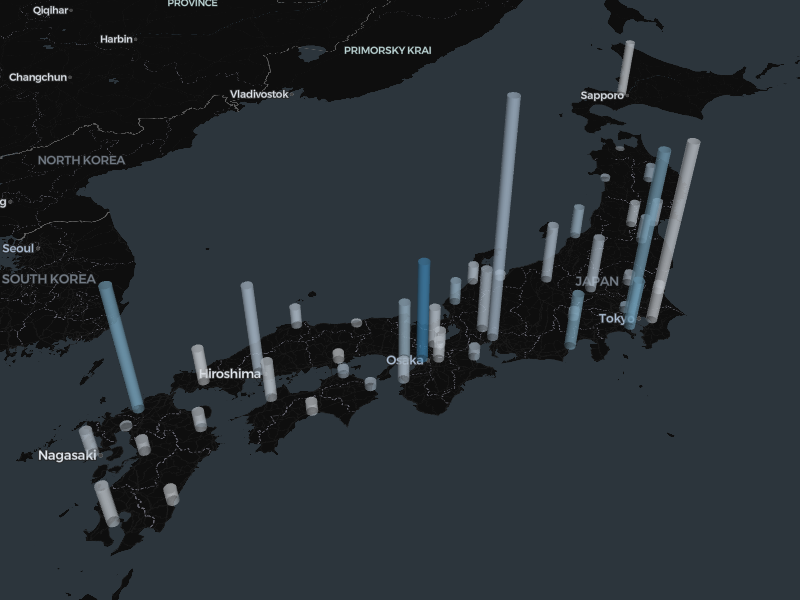 PROVINCE
Qiqihar
Harbin
PRIMORSKY KRAI
Changchun
Vladivostok
Sapporo
NORTH KOREA
g
Seoul
SOUTH KOREA
JAPAN
Tokyo
Osaka
Hiroshima
Nagasaki